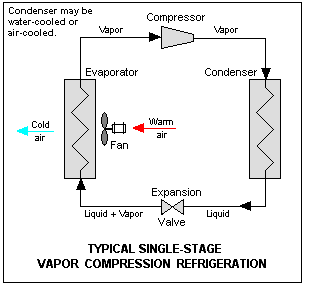 Condenser may be
water-cooled or
air-cooled.
Compressor
Vapor
Vapor
Evaporator
Condenser
Cold
air
Warm
air
Fan
Expansion
Valve
Liquid + Vapor
Liquid
TYPICAL SINGLE-STAGE
VAPOR COMPRESSION REFRIGERATION